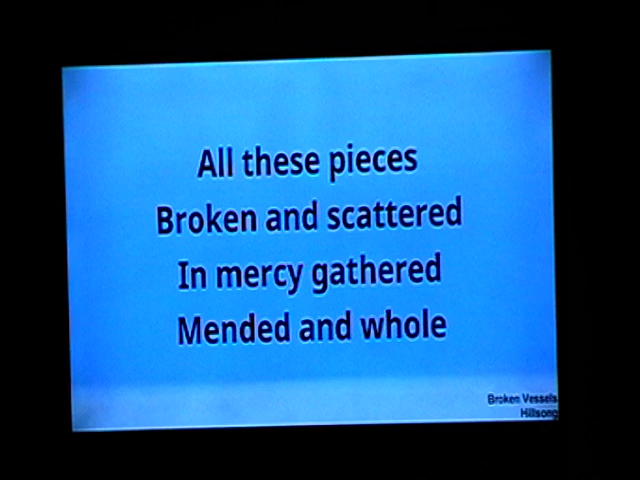 All these pieces
Broken and scattered
In mercy gathered
Mended and whole
Broken Vessels
Hillsong